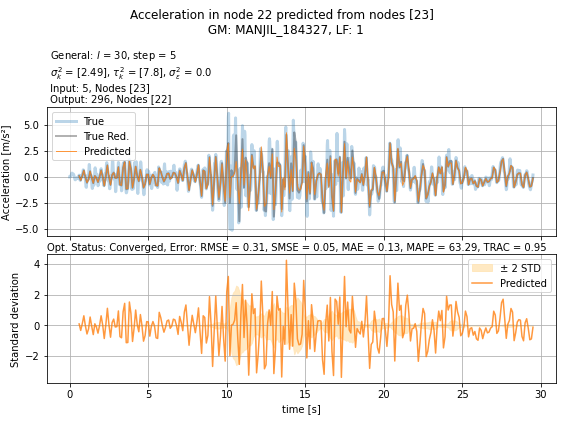 Acceleration in node 22 predicted from nodes [23]
GM: MANJIL_184327, LF: 1
General: l = 30, step = 5
σ²ₖ = [2.49], τ²ₖ = [7.8], σ²ε = 0.0
Input: 5, Nodes [23]
Output: 296, Nodes [22]
Acceleration [m/s²]
5.0
2.5
0.0
−2.5
−5.0
True
True Red.
Predicted
Opt. Status: Converged, Error: RMSE = 0.31, SMSE = 0.05, MAE = 0.13, MAPE = 63.29, TRAC = 0.95
Standard deviation
4
2
0
−2
± 2 STD
Predicted
0 5 10 15 20 25 30
time [s]